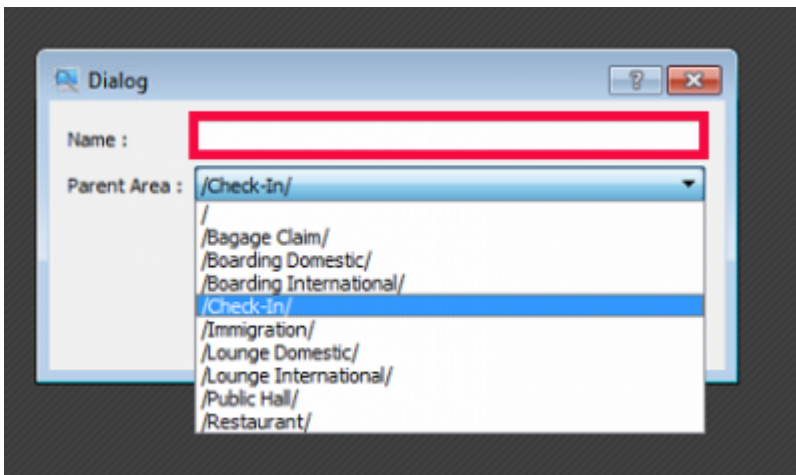 Dialog
Name :
Parent Area : /Check-In/
/
/Bagage Claim/
/Boarding Domestic/
/Boarding International/
/Check-In/
/Immigration/
/Lounge Domestic/
/Lounge International/
/Public Hall/
/Restaurant/